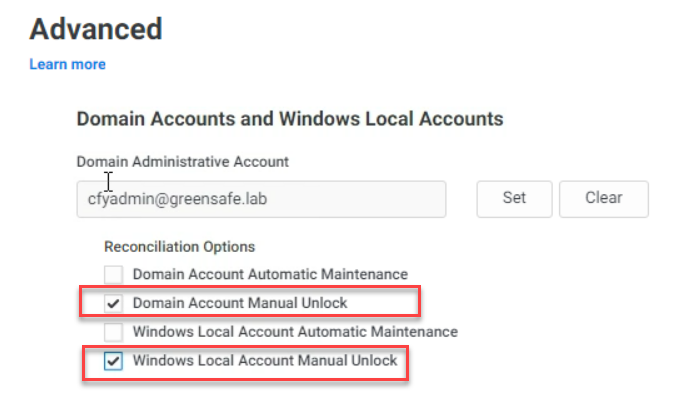 Advanced
Learn more
Domain Accounts and Windows Local Accounts
Domain Administrative Account
cfyadmin@greensafe.lab
Set
Clear
Reconciliation Options
Domain Account Automatic Maintenance
Domain Account Manual Unlock
Windows Local Account Automatic Maintenance
Windows Local Account Manual Unlock